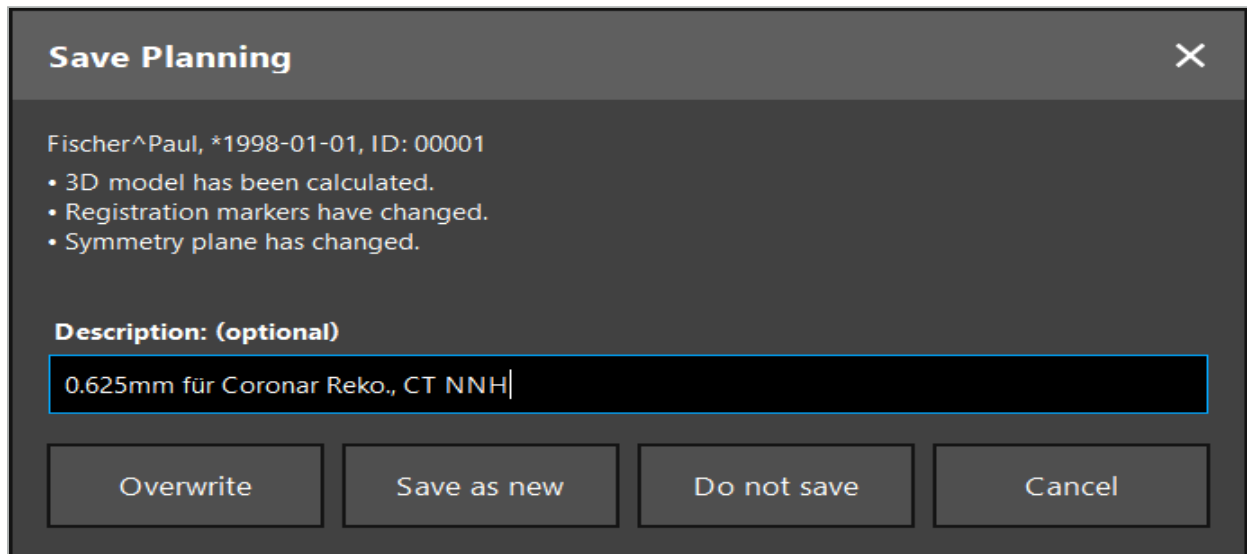 Save Planning
Fischer^Paul, *1998-01-01, ID: 00001
• 3D model has been calculated.
• Registration markers have changed.
• Symmetry plane has changed.
Description: (optional)
0.625mm für Coronar Reko., CT NNH
Overwrite Save as new Do not save Cancel